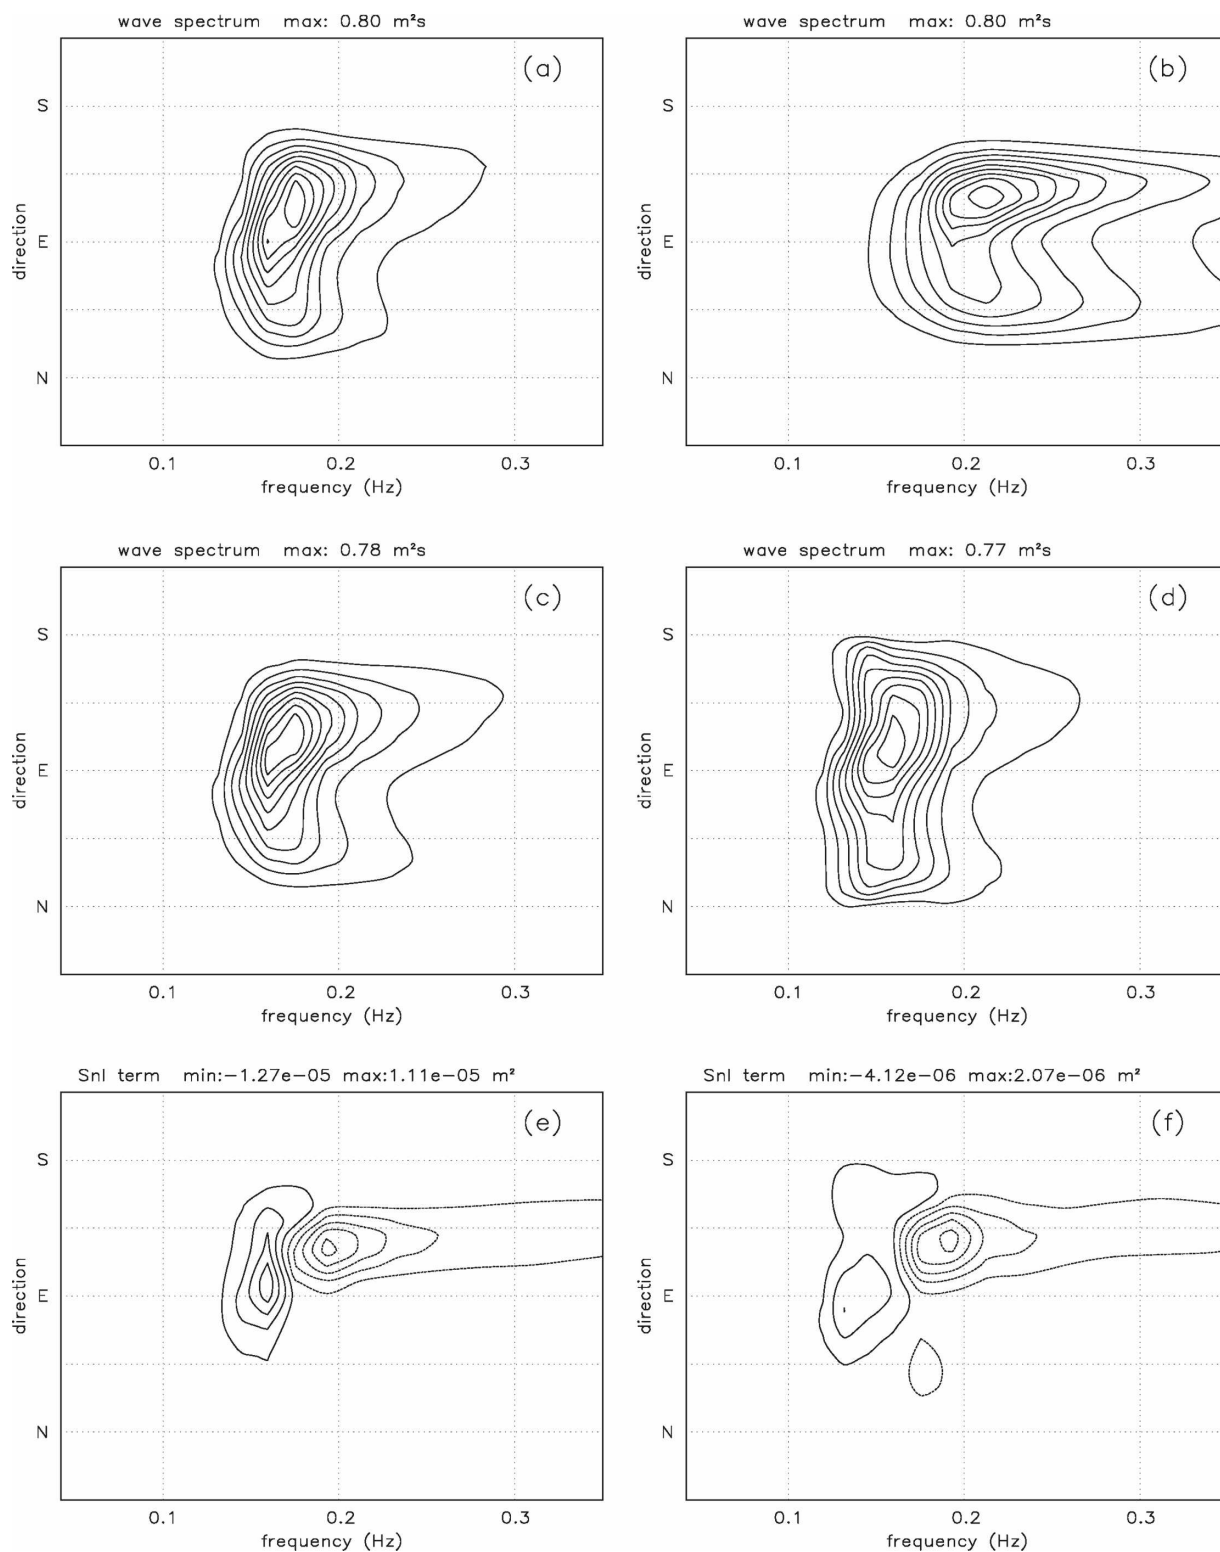 wave spectrum max: 0.80 m²s
wave spectrum max: 0.80 m²s
(a)
(b)
S
S
direction
E
direction
E
N
N
0.1 0.2 0.3
0.1 0.2 0.3
frequency (Hz)
frequency (Hz)
wave spectrum max: 0.78 m²s
wave spectrum max: 0.77 m²s
(c)
(d)
S
S
direction
E
direction
E
N
N
0.1 0.2 0.3
0.1 0.2 0.3
frequency (Hz)
frequency (Hz)
Snl term min:−1.27e−05 max:1.11e−05 m²
Snl term min:−4.12e−06 max:2.07e−06 m²
(e)
(f)
S
S
direction
E
direction
E
N
N
0.1 0.2 0.3
0.1 0.2 0.3
frequency (Hz)
frequency (Hz)